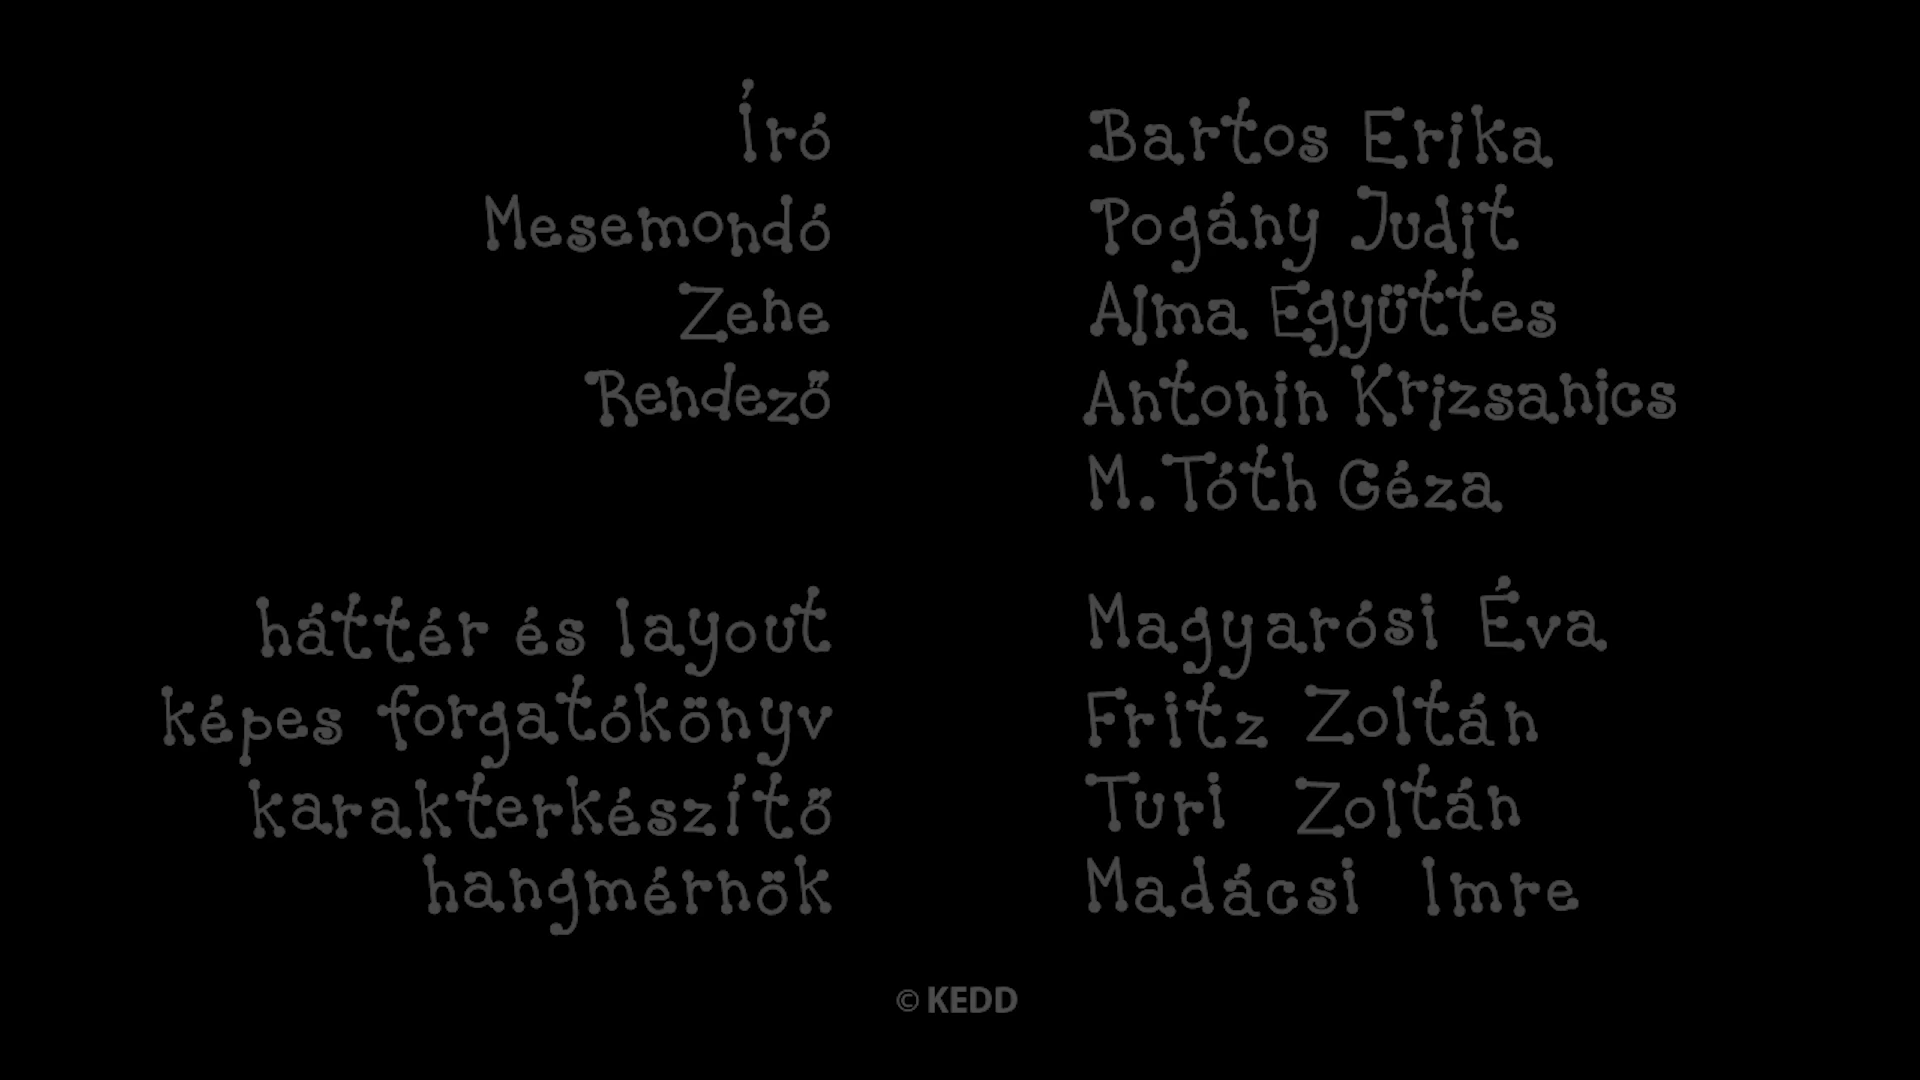 Író Bartos Erika
Mesemondó Pogány Judit
Zene Alma Együttes
Rendező Antonin Krizsanics
M. Tóth Géza
háttér és layout Magyarósi Éva
képes forgatókönyv Fritz Zoltán
karakterkészítő Turi Zoltán
hangmérnök Madácsi Imre
© KEDD